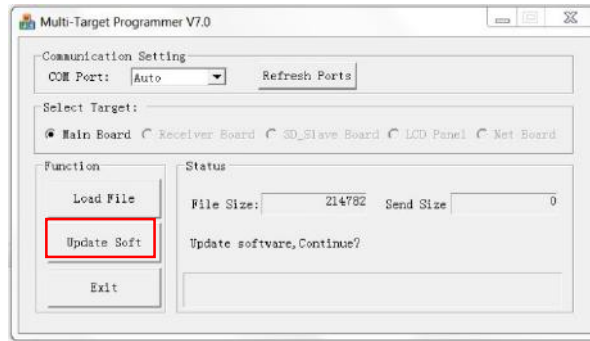 Multi-Target Programmer V7.0
Communication Setting
COM Port: Auto Refresh Ports
Select Target:
Main Board Receiver Board SD_Slave Board LCD Panel Net Board
Function
Status
Load File
File Size: 214782 Send Size 0
Update Soft
Update software,Continue?
Exit